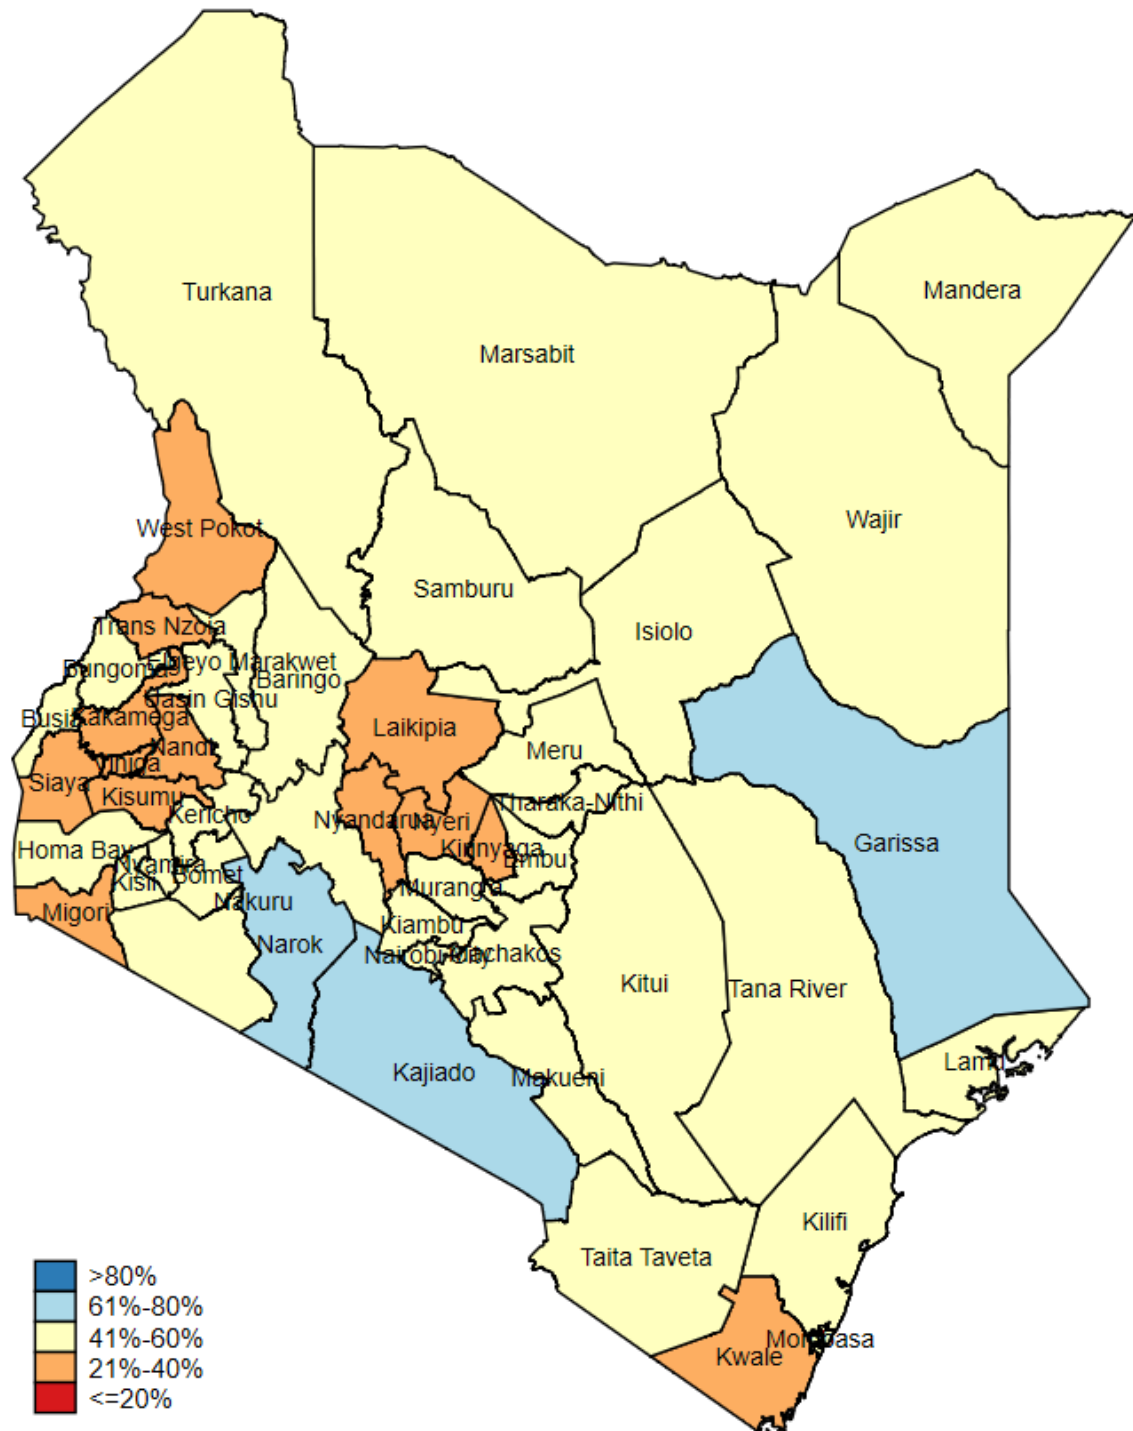 Turkana
Mandera
Marsabit
Wajir
West Pokot
Samburu
Isiolo
Trans Nzoia
Elgeyo Marakwet
Bungoma
Baringo
Uasin Gishu
Busia
Kakamega
Laikipia
Nandi
Meru
Vihiga
Siaya
Kisumu
Tharaka-Nithi
Kericho
Nyandarua
Nyeri
Garissa
Kirinyaga
Homa Bay
Embu
Nyamira
Bomet
Kisii
Murang'a
Nakuru
Migori
Kiambu
Narok
Nairobi City
Machakos
Kitui
Tana River
Lamu
Kajiado
Makueni
Kilifi
Taita Taveta
Mombasa
Kwale
>80%
61%-80%
41%-60%
21%-40%
<=20%